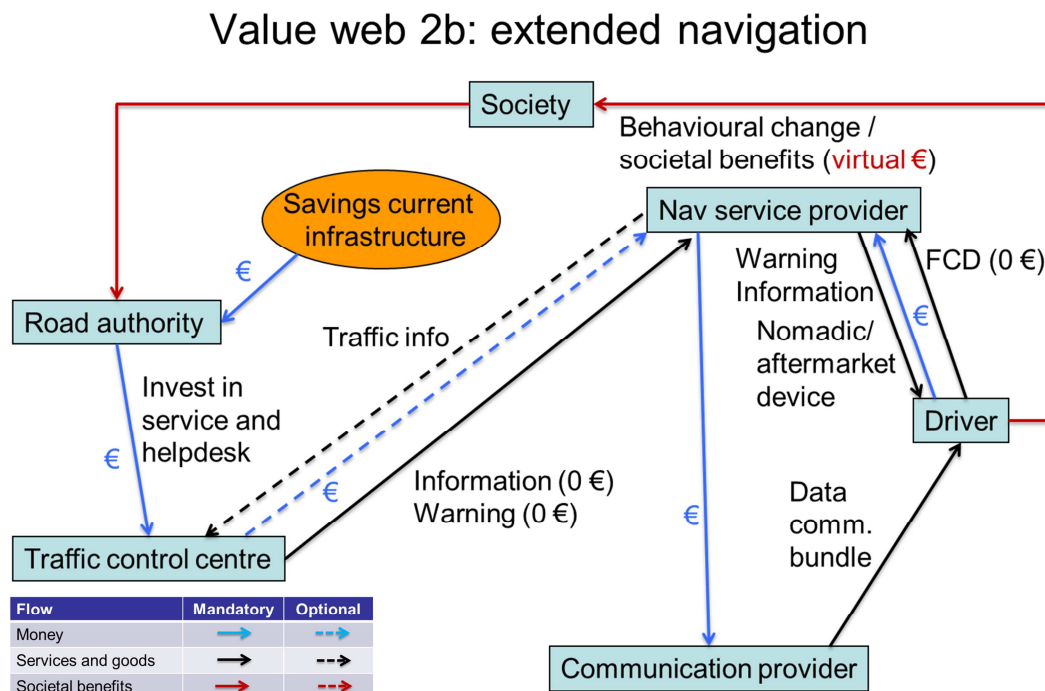 Value web 2b: extended navigation
Society
Behavioural change /
societal benefits (virtual €)
Savings current
infrastructure
Nav service provider
€
Warning
Information
FCD (0 €)
€
Road authority
Traffic info
Nomadic/
aftermarket
device
Invest in
service and
helpdesk
Driver
€
€
Information (0 €)
Warning (0 €)
€
Data
comm.
bundle
Traffic control centre
Flow Mandatory Optional
Money
Services and goods
Societal benefits
Communication provider